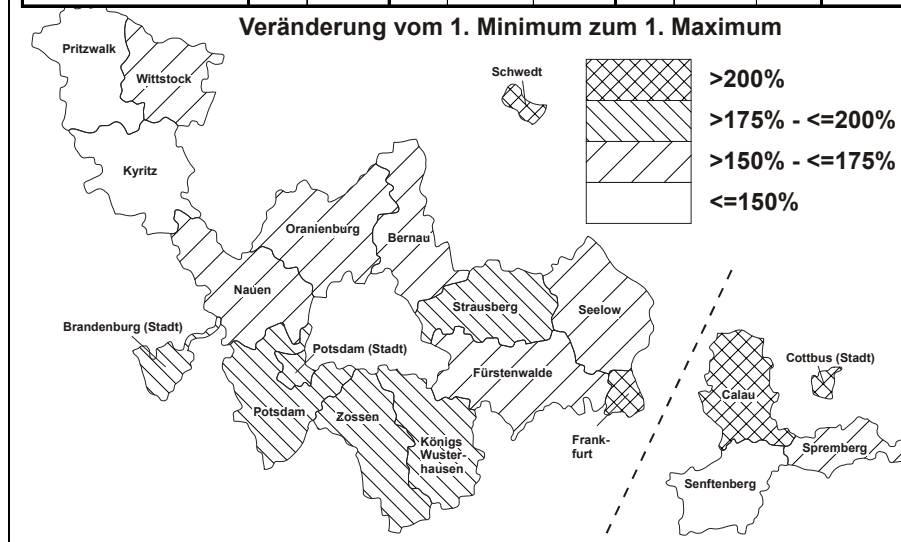 Veränderung vom 1. Minimum zum 1. Maximum
Pritzwalk
Wittstock
Schwedt
>200%
>175% - <=200%
>150% - <=175%
<=150%
Kyritz
Oranienburg
Bernau
Nauen
Strausberg
Seelow
Brandenburg (Stadt)
Potsdam (Stadt)
Cottbus (Stadt)
Fürstenwalde
Calau
Potsdam
Zossen
Königs
Wuster-
hausen
Frank-
furt
Spremberg
Senftenberg